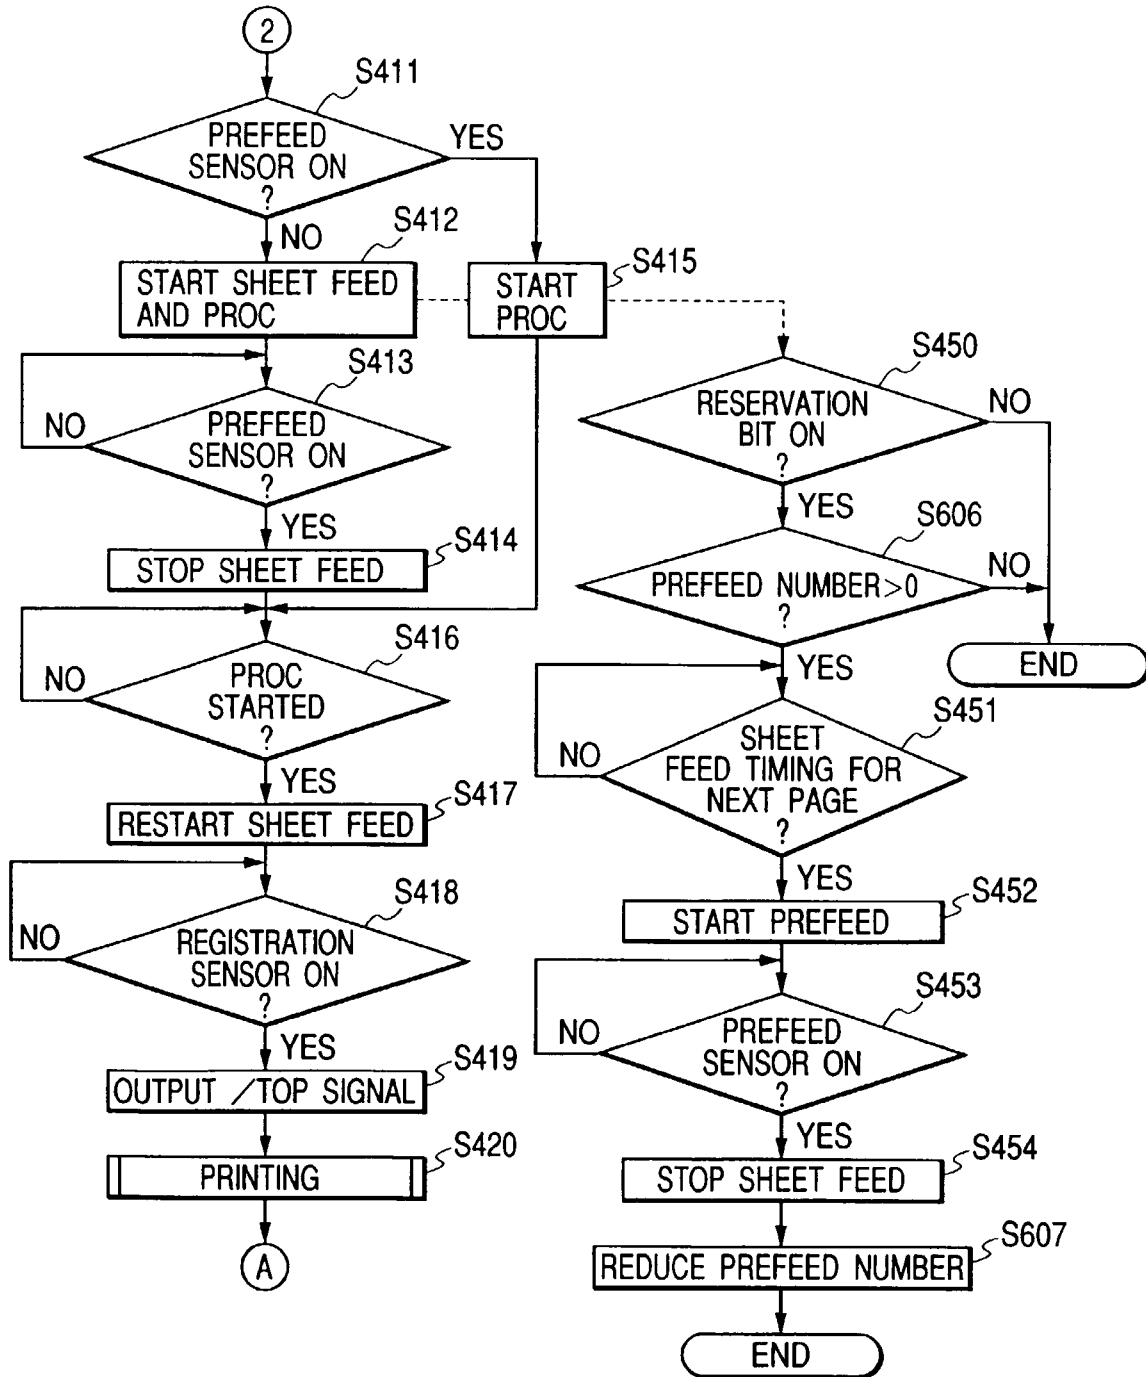 2
S411
PREFEED
SENSOR ON
?
YES
NO
S412
START SHEET FEED
AND PROC
S415
START
PROC
S413
PREFEED
SENSOR ON
?
NO
YES
S414
STOP SHEET FEED
S416
PROC
STARTED
?
NO
YES
S417
RESTART SHEET FEED
S418
REGISTRATION
SENSOR ON
?
NO
YES
S419
OUTPUT /TOP SIGNAL
S420
PRINTING
A
S450
RESERVATION
BIT ON
?
NO
YES
S606
PREFEED NUMBER>0
?
NO
YES
END
S451
SHEET
FEED TIMING FOR
NEXT PAGE
?
NO
YES
S452
START PREFEED
S453
PREFEED
SENSOR ON
?
NO
YES
S454
STOP SHEET FEED
S607
REDUCE PREFEED NUMBER
END